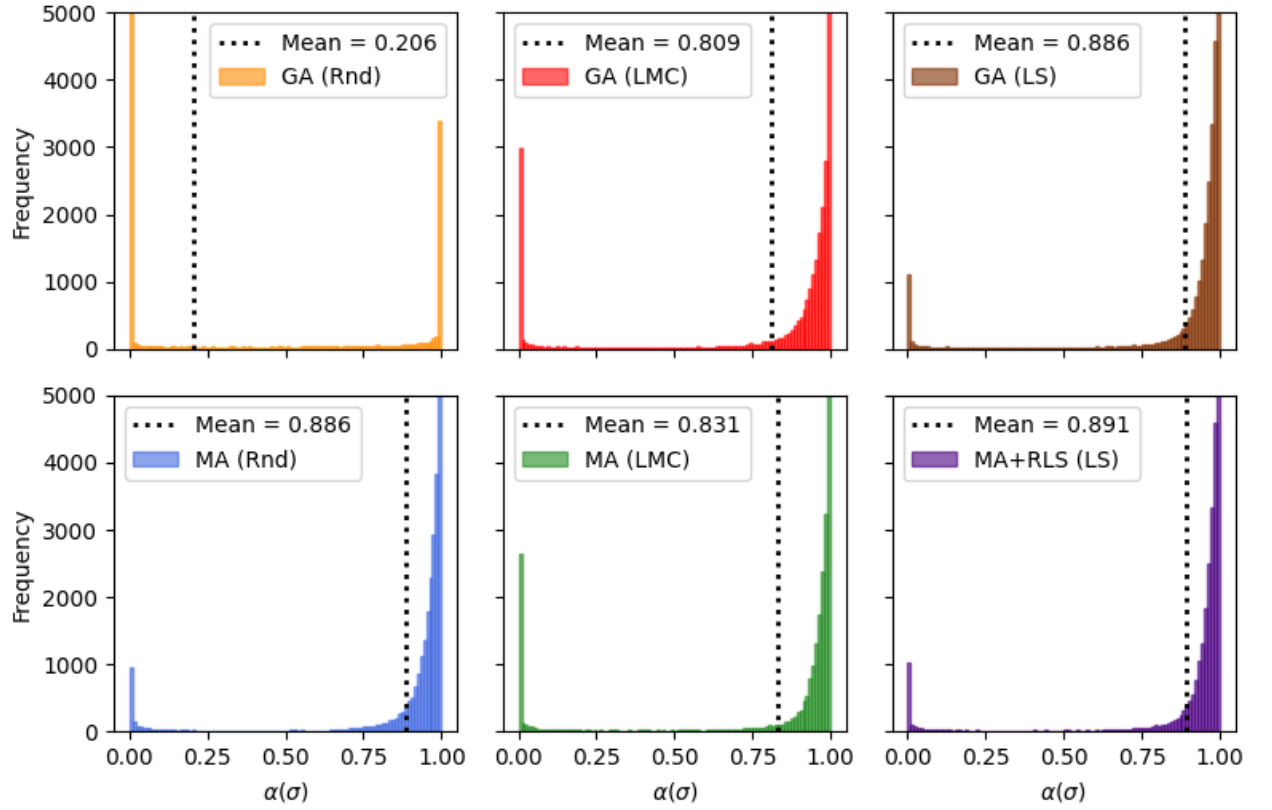 5000
4000
3000
2000
1000
0
Frequency
Mean = 0.206
GA (Rnd)
Mean = 0.809
GA (LMC)
Mean = 0.886
GA (LS)
5000
4000
3000
2000
1000
0
Frequency
Mean = 0.886
MA (Rnd)
Mean = 0.831
MA (LMC)
Mean = 0.891
MA+RLS (LS)
0.00 0.25 0.50 0.75 1.00
α(σ)
0.00 0.25 0.50 0.75 1.00
α(σ)
0.00 0.25 0.50 0.75 1.00
α(σ)